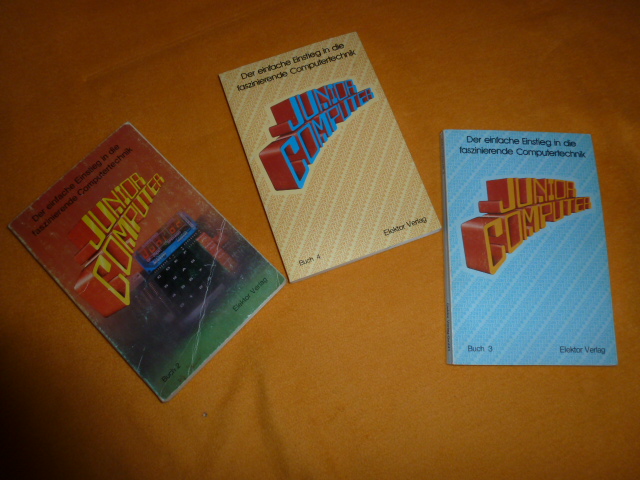 Der einfache Einstieg in die
faszinierende Computertechnik
JUNIOR
COMPUTER
Buch 2
Elektor Verlag
Der einfache Einstieg in die
faszinierende Computertechnik
JUNIOR
COMPUTER
Buch 4
Elektor Verlag
Der einfache Einstieg in die
faszinierende Computertechnik
JUNIOR
COMPUTER
Buch 3
Elektor Verlag